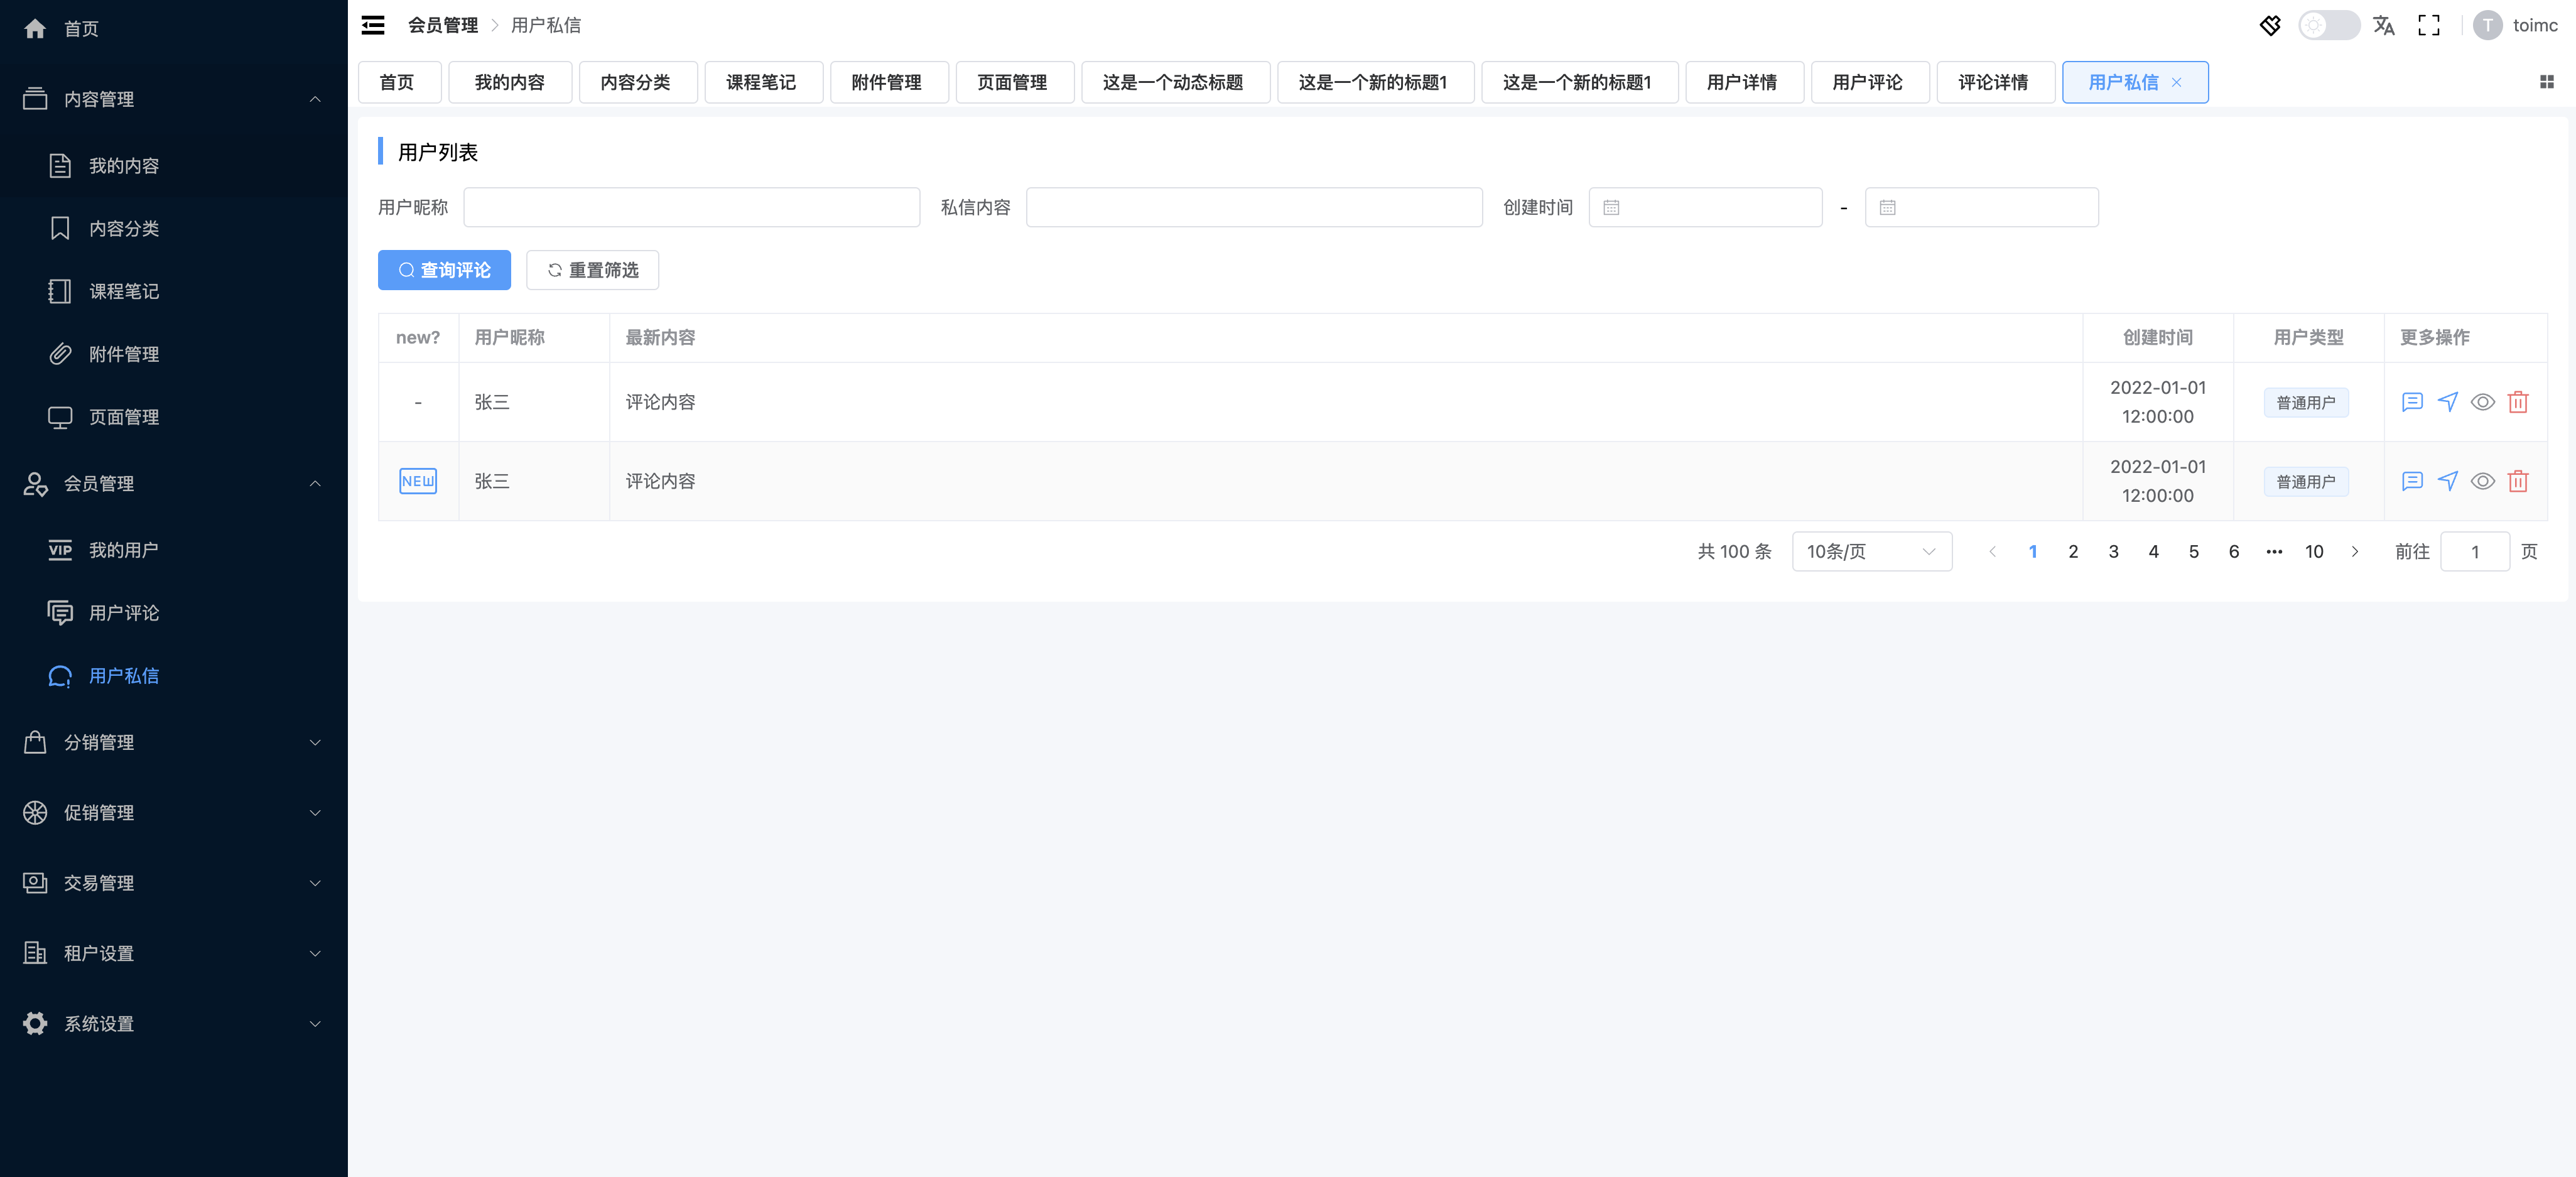 首页
内容管理
我的内容
内容分类
课程笔记
附件管理
页面管理
会员管理
VIP 我的用户
用户评论
用户私信
分销管理
促销管理
交易管理
租户设置
系统设置
会员管理 > 用户私信
T toimc
首页 我的内容 内容分类 课程笔记 附件管理 页面管理 这是一个动态标题 这是一个新的标题1 这是一个新的标题1 用户详情 用户评论 评论详情 用户私信
用户列表
用户昵称 私信内容 创建时间 -
查询评论 重置筛选
new? 用户昵称 最新内容 创建时间 用户类型 更多操作
- 张三 评论内容 2022-01-01 12:00:00 普通用户
NEW 张三 评论内容 2022-01-01 12:00:00 普通用户
共 100 条 10条/页 1 2 3 4 5 6 ••• 10 前往 1 页